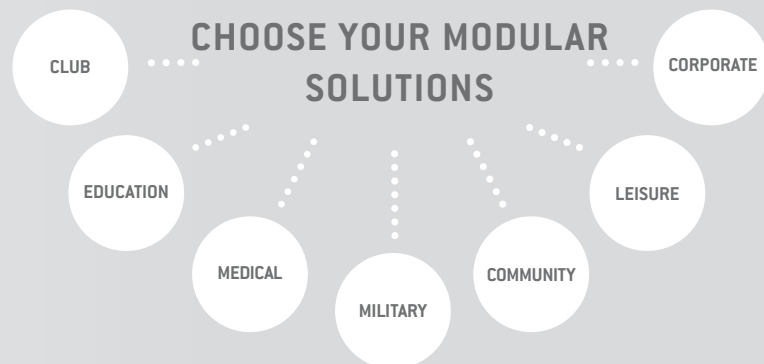 CHOOSE YOUR MODULAR
SOLUTIONS
CLUB
CORPORATE
EDUCATION
LEISURE
MEDICAL
COMMUNITY
MILITARY